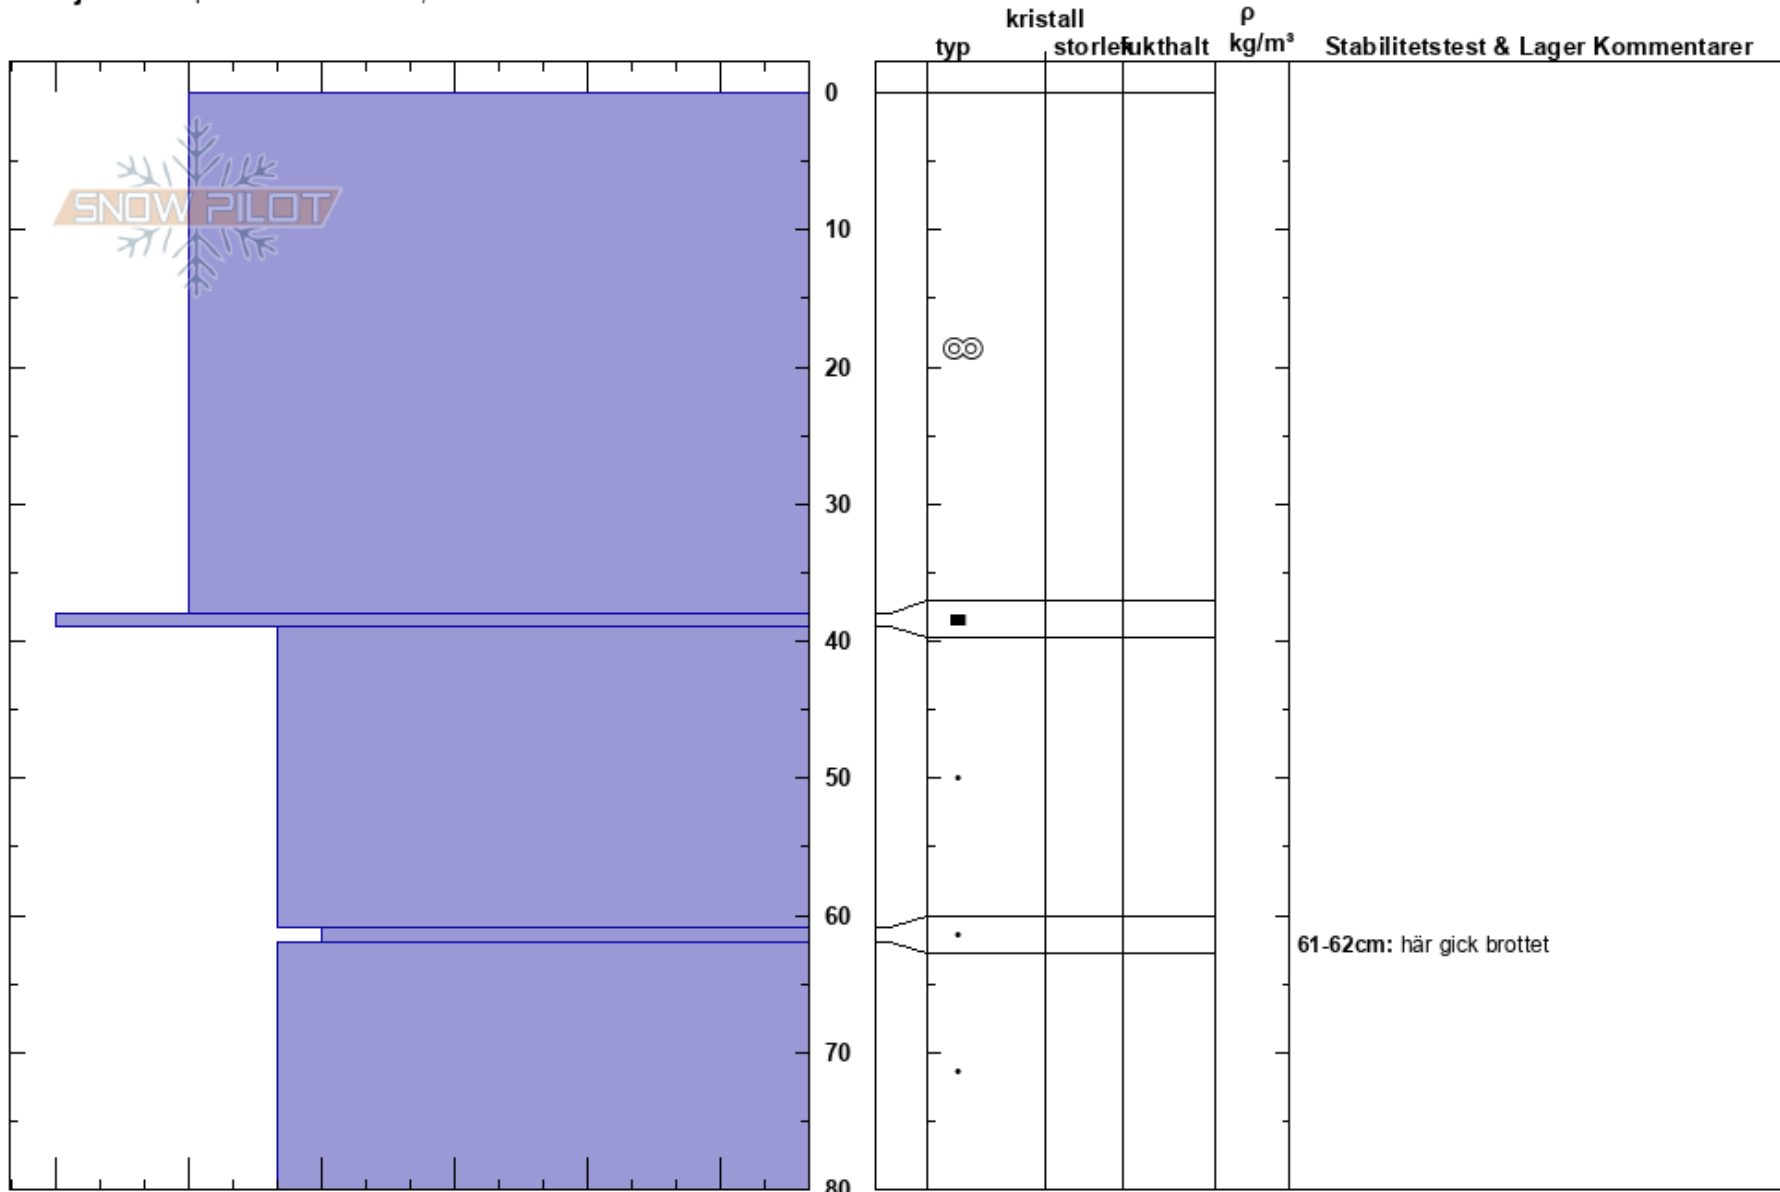 kristall
ρ
typ
storlek
fukthalt
kg/m³
Stabilitetstest & Lager Kommentarer
0
SNOW PILOT
10
20
30
40
50
60
61-62cm: här gick brottet
70
80